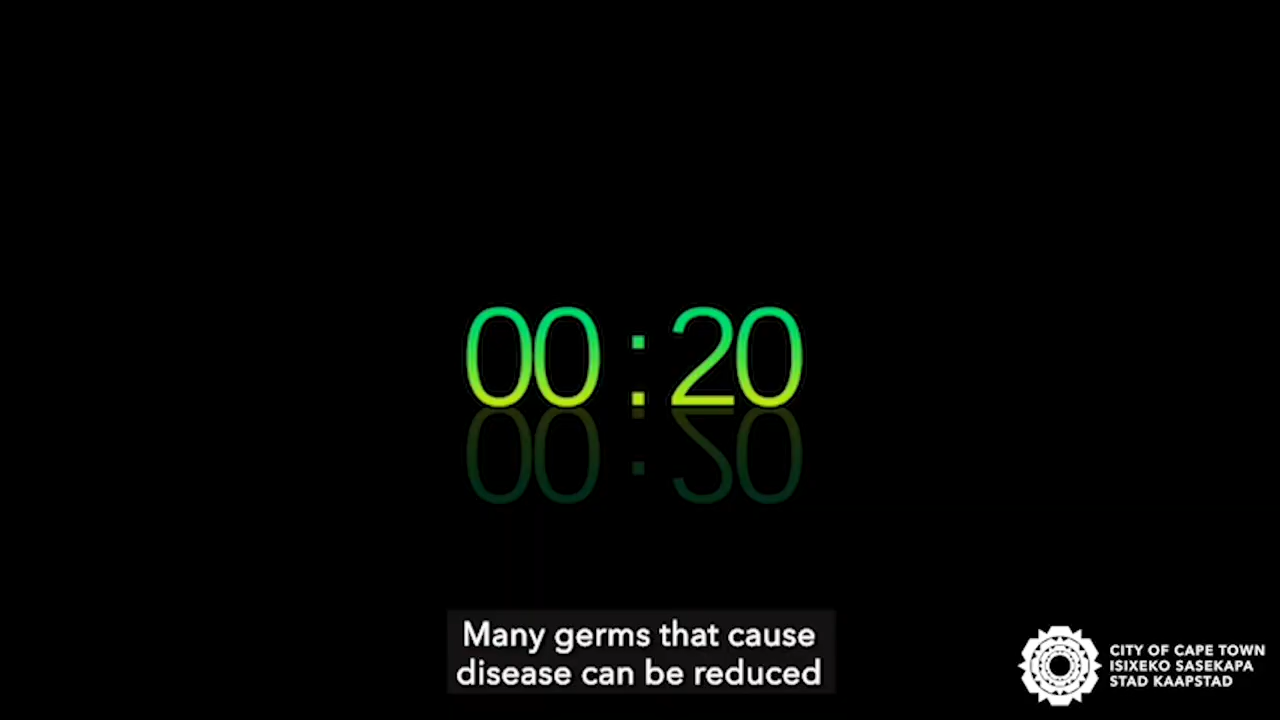 00:20
Many germs that cause
disease can be reduced
CITY OF CAPE TOWN
ISIXEKO SASEKAPA
STAD KAAPSTAD